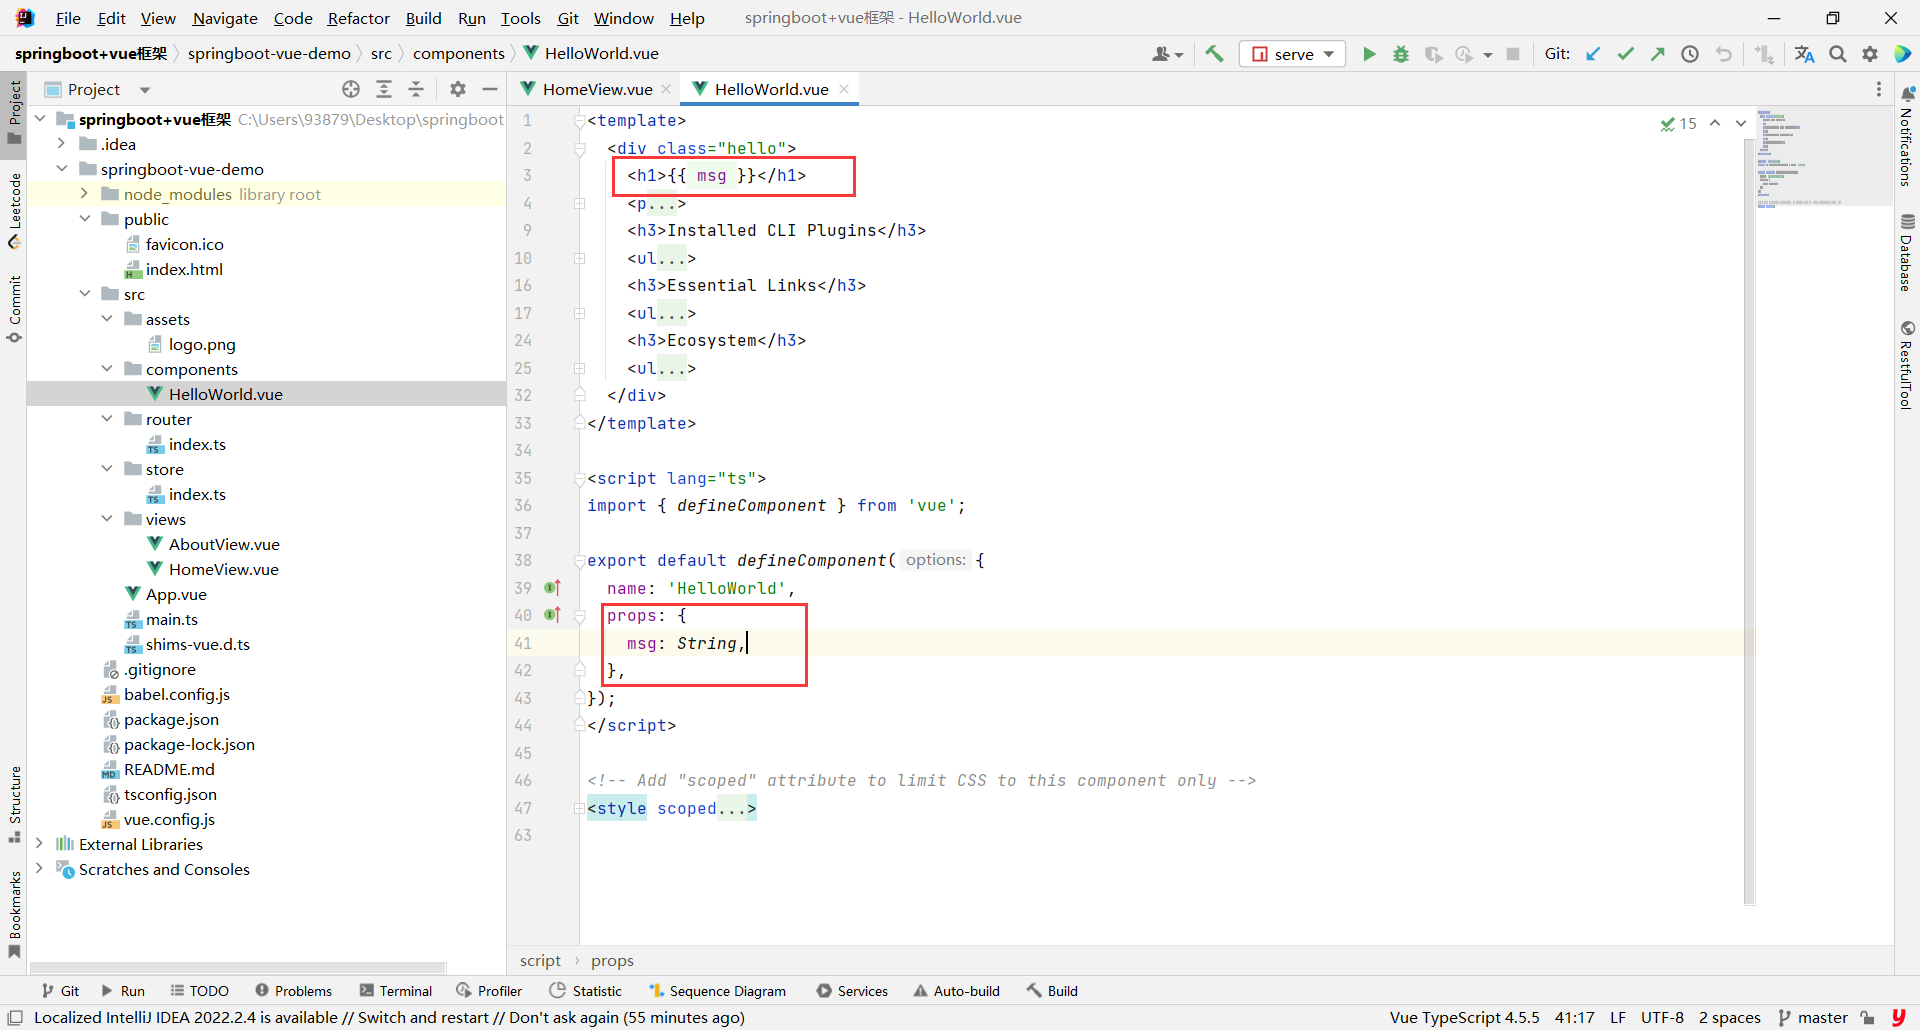 File Edit View Navigate Code Refactor Build Run Tools Git Window Help springboot+vue框架 - HelloWorld.vue
springboot+vue框架 springboot-vue-demo src components HelloWorld.vue serve Git:
Project
HomeView.vue
HelloWorld.vue
springboot+vue框架 C:\Users\93879\Desktop\springboot
.idea
springboot-vue-demo
node_modules library root
public
favicon.ico
index.html
src
assets
logo.png
components
HelloWorld.vue
router
index.ts
store
index.ts
views
AboutView.vue
HomeView.vue
App.vue
main.ts
shims-vue.d.ts
.gitignore
babel.config.js
package.json
package-lock.json
README.md
tsconfig.json
vue.config.js
External Libraries
Scratches and Consoles
Project
Leetcode
Commit
Structure
Bookmarks
15
1 <template>
2 <div class="hello">
3 <h1>{{ msg }}</h1>
4 <p...>
9 <h3>Installed CLI Plugins</h3>
10 <ul...>
16 <h3>Essential Links</h3>
17 <ul...>
24 <h3>Ecosystem</h3>
25 <ul...>
32 </div>
33 </template>
34
35 <script lang="ts">
36 import { defineComponent } from 'vue';
37
38 export default defineComponent( options: {
39 name: 'HelloWorld',
40 props: {
41 msg: String,
42 },
43 });
44 </script>
45
46 <!-- Add "scoped" attribute to limit CSS to this component only -->
47 <style scoped...>
63
Notifications
Database
RestfulTool
script › props
Git Run TODO Problems Terminal Profiler Statistic Sequence Diagram Services Auto-build Build
Localized IntelliJ IDEA 2022.2.4 is available // Switch and restart // Don't ask again (55 minutes ago) Vue TypeScript 4.5.5 41:17 LF UTF-8 2 spaces master